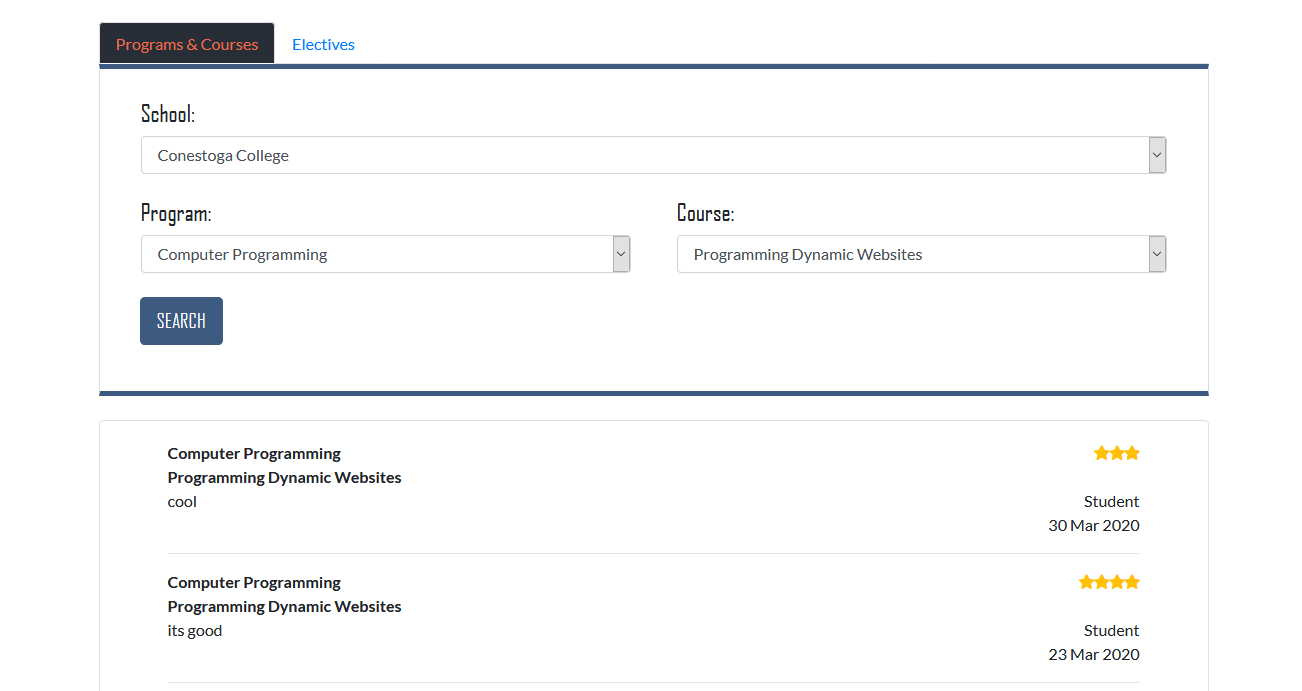 Programs & Courses Electives
School:
Conestoga College
Program: Course:
Computer Programming Programming Dynamic Websites
SEARCH
Computer Programming
Programming Dynamic Websites
cool Student
30 Mar 2020
Computer Programming
Programming Dynamic Websites
its good Student
23 Mar 2020